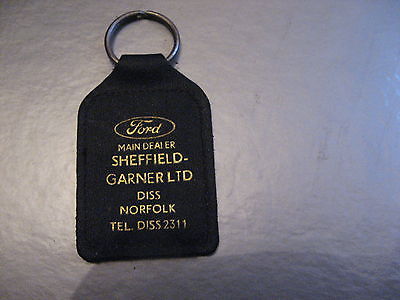 Ford
MAIN DEALER
SHEFFIELD-
GARNER LTD
DISS
NORFOLK
TEL. DISS 2311